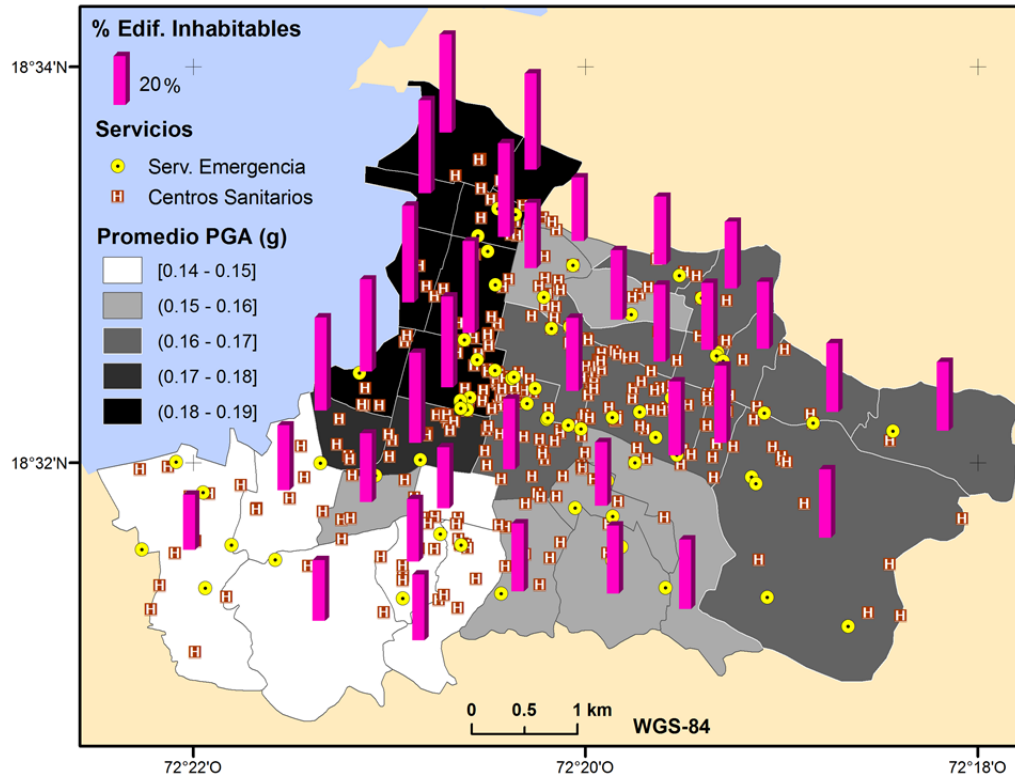 % Edif. Inhabitables
20%
Servicios
Serv. Emergencia
H Centros Sanitarios
Promedio PGA (g)
[0.14 - 0.15]
(0.15 - 0.16]
(0.16 - 0.17]
(0.17 - 0.18]
(0.18 - 0.19]
18°34'N
18°32'N
0 0.5 1 km
WGS-84
72°22'O 72°20'O 72°18'O